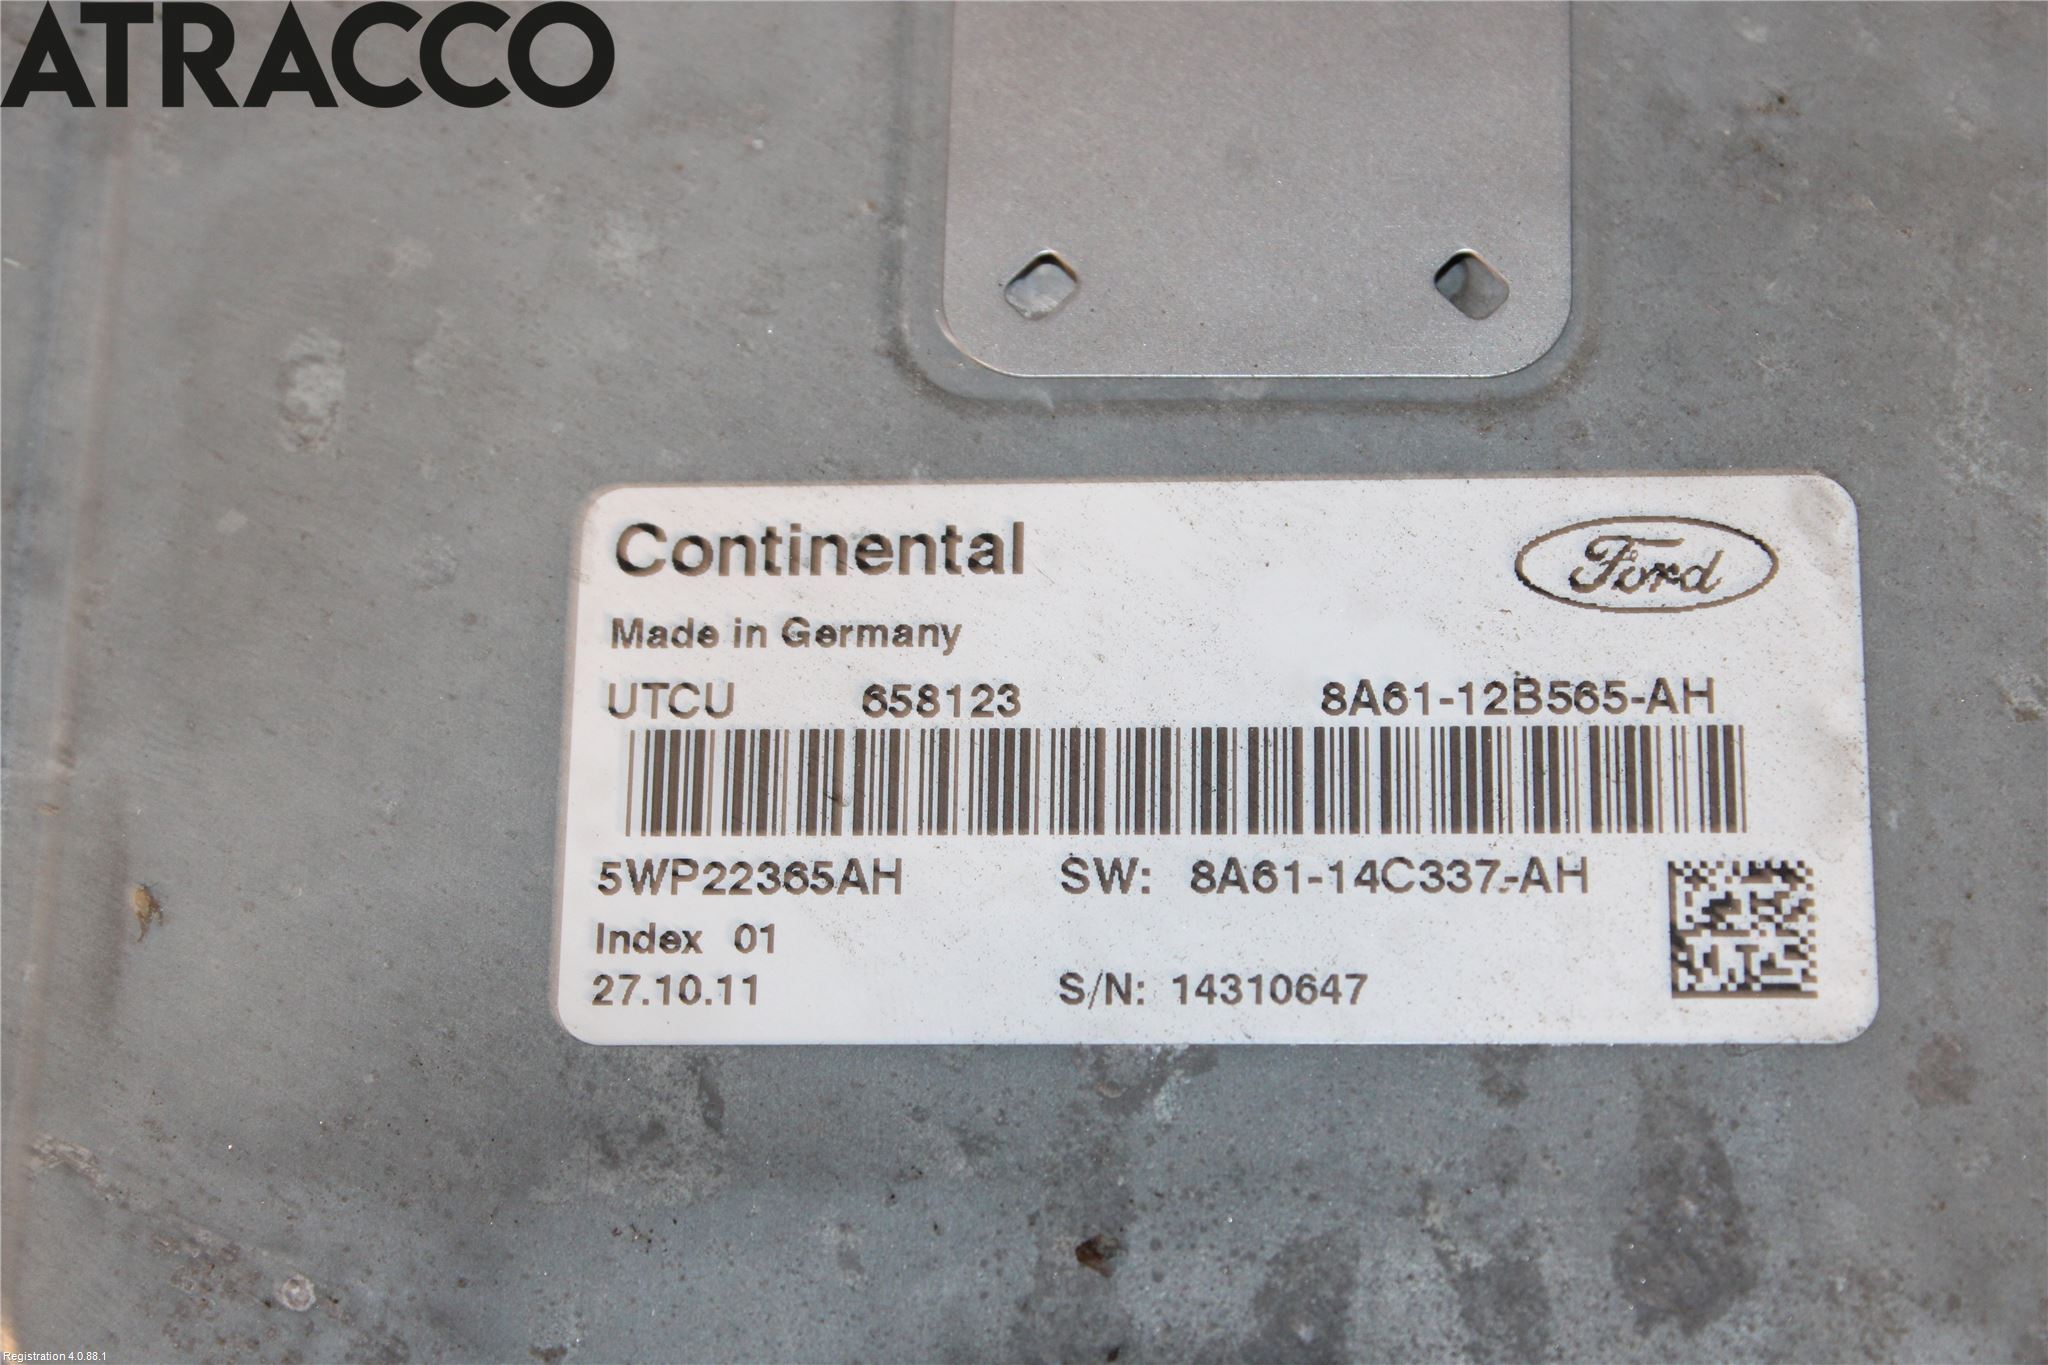 ATRACCO
Continental
Ford
Made in Germany
UTCU 658123 8A61-12B565-AH
5WP22365AH SW: 8A61-14C337-AH
Index 01
27.10.11 S/N: 14310647
Registration 4.0.88.1